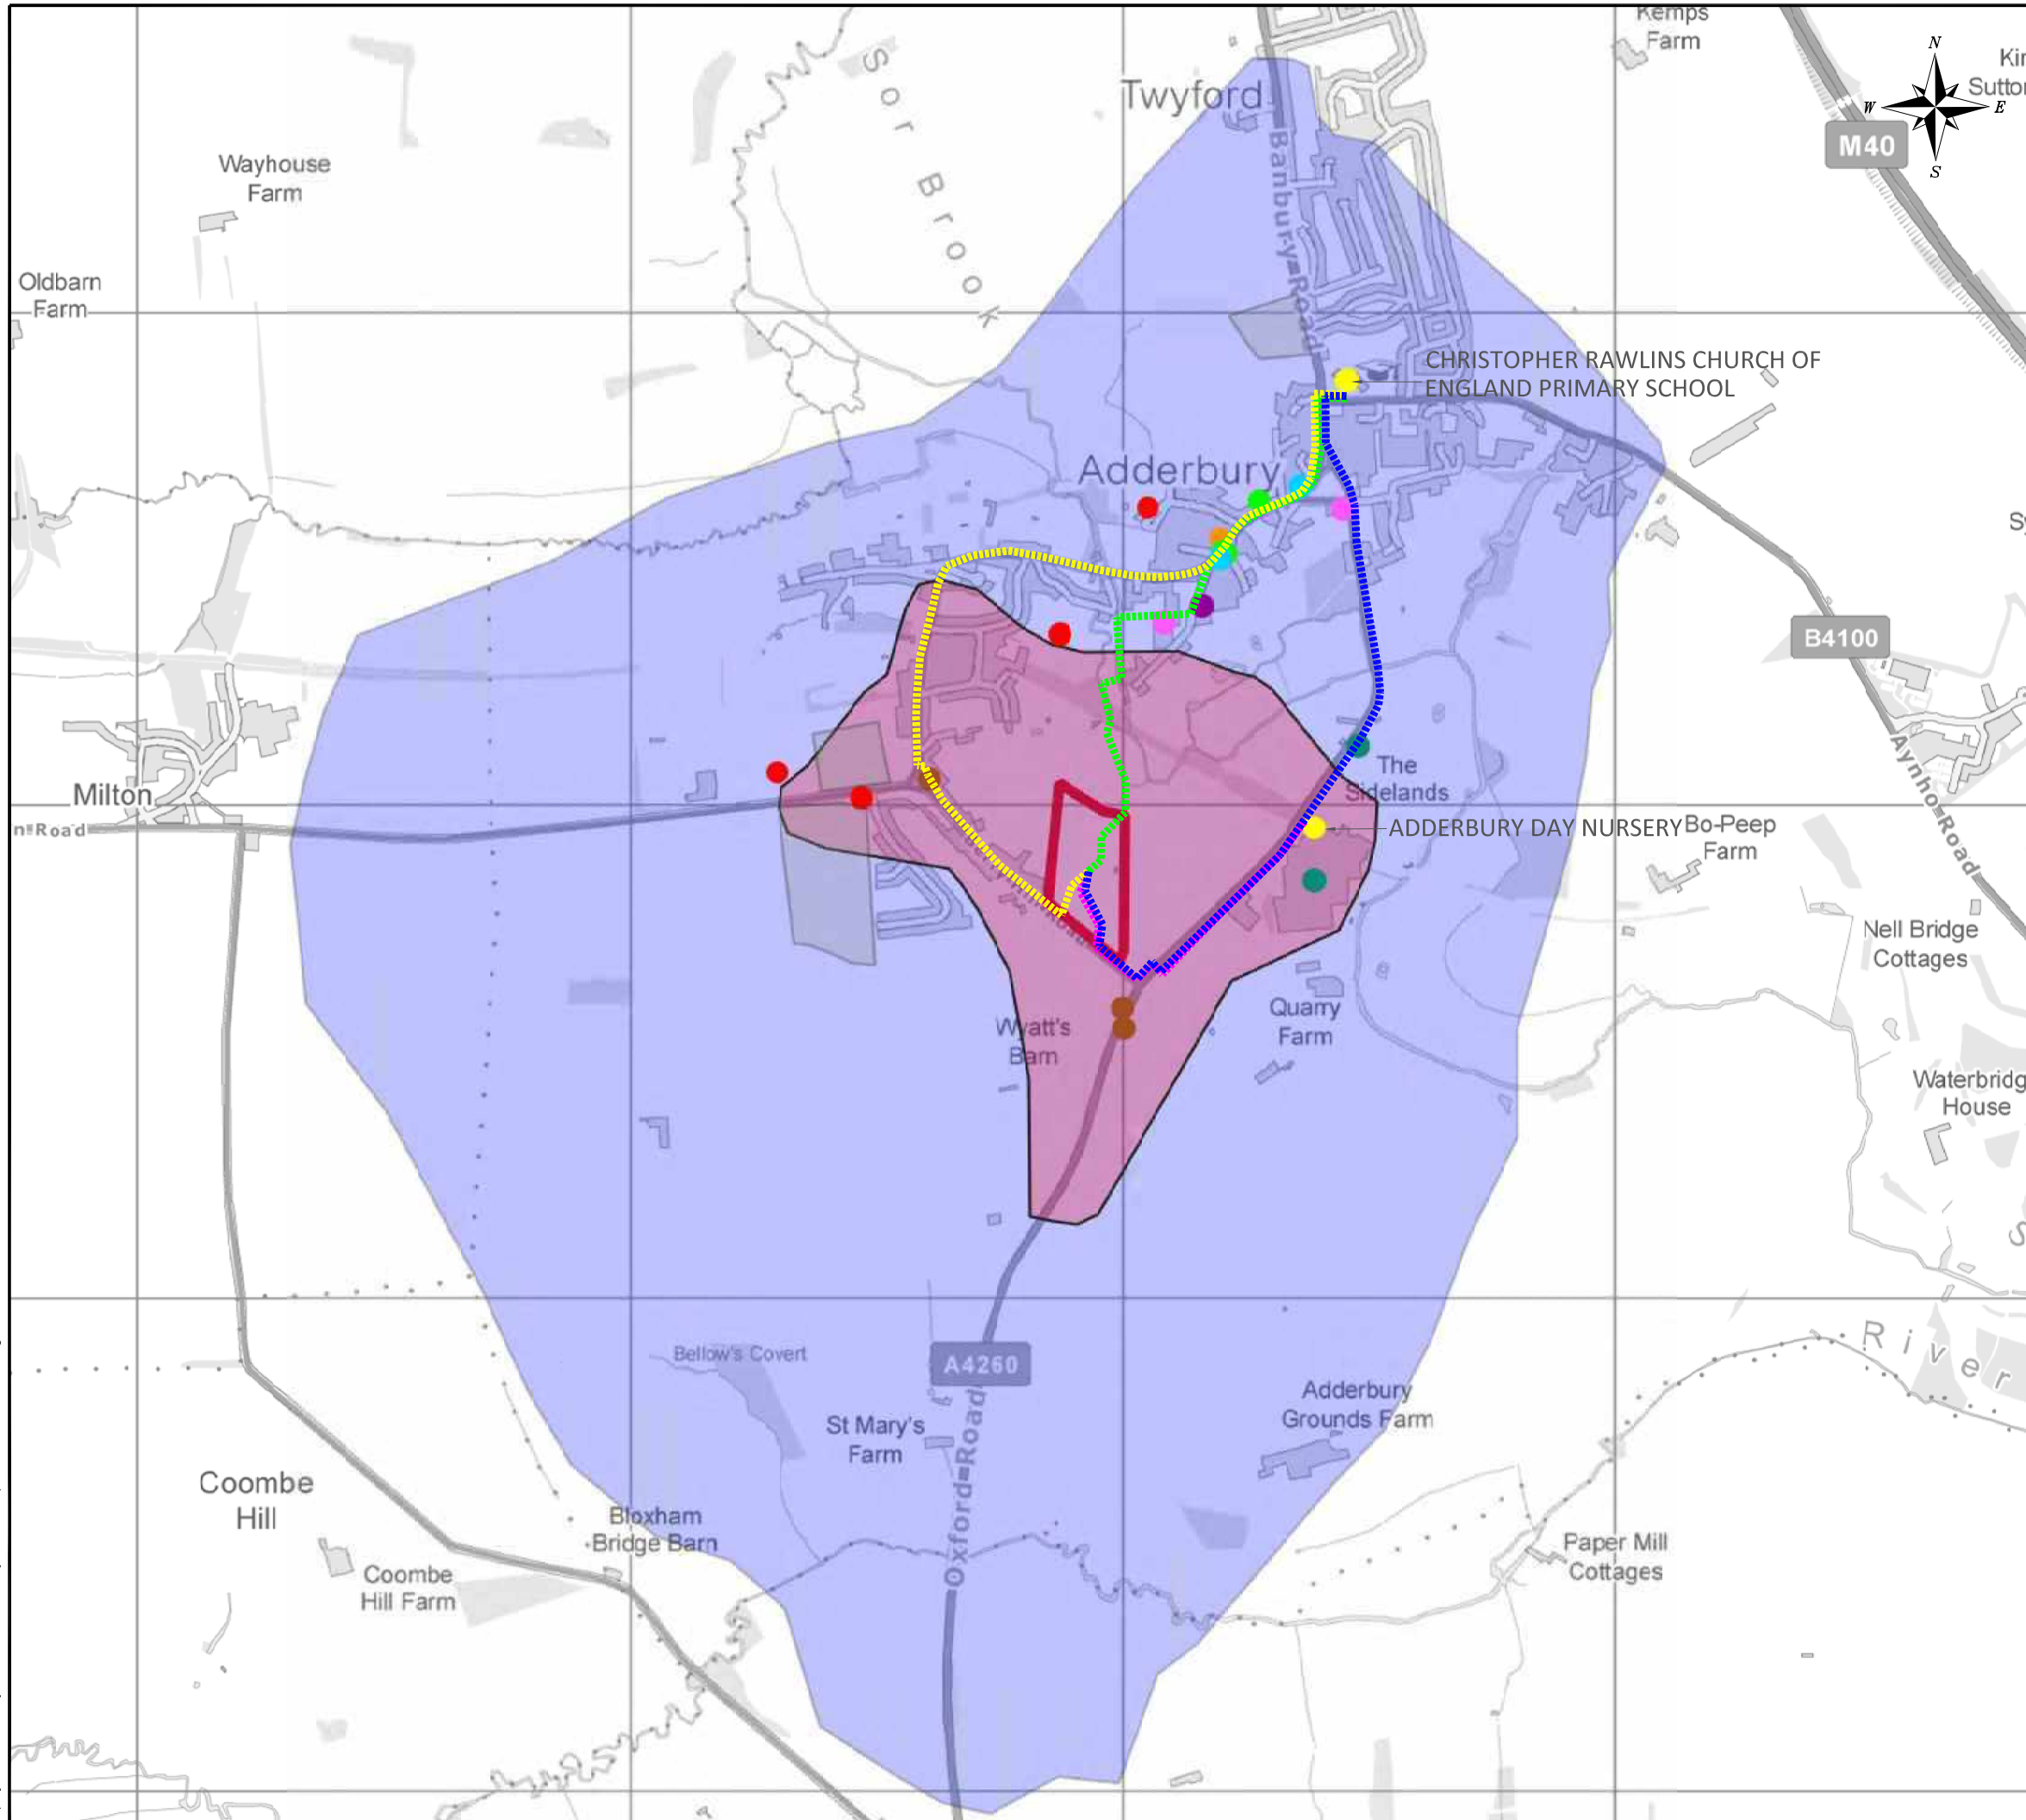 Kemps
Farm
N
W
E
S
Twyford
Sor Brook
M40
Wayhouse
Farm
Banbury Road
Oldbarn
Farm
CHRISTOPHER RAWLINS CHURCH OF
ENGLAND PRIMARY SCHOOL
Adderbury
B4100
Aynho Road
The
Sidelands
Milton
ADDERBURY DAY NURSERY
Bo-Peep
Farm
Nell Bridge
Cottages
Quarry
Farm
Wyatt's
Barn
Waterbridg
House
River
Bellow's Covert
A4260
Adderbury
Grounds Farm
St Mary's
Farm
Oxford Road
Coombe
Hill
Bloxham
Bridge Barn
Paper Mill
Cottages
Coombe
Hill Farm